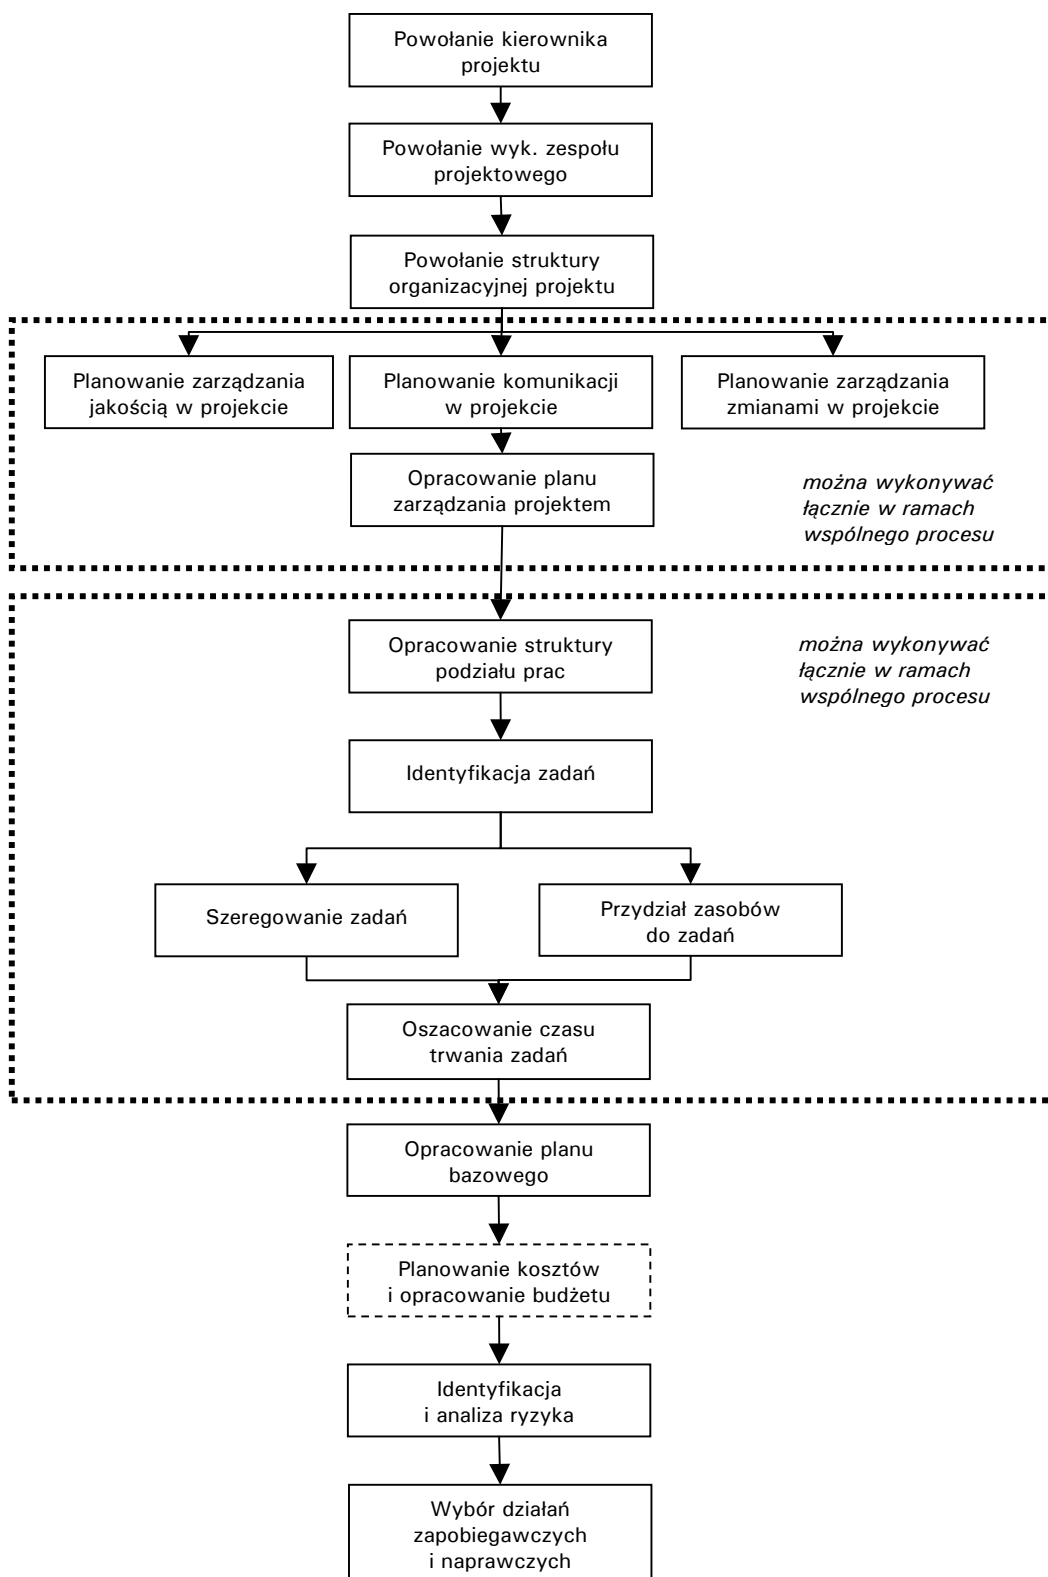 Powołanie kierownika
projektu
Powołanie wyk. zespołu
projektowego
Powołanie struktury
organizacyjnej projektu
Planowanie zarządzania
jakością w projekcie
Planowanie komunikacji
w projekcie
Planowanie zarządzania
zmianami w projekcie
Opracowanie planu
zarządzania projektem
można wykonywać
łącznie w ramach
wspólnego procesu
Opracowanie struktury
podziału prac
można wykonywać
łącznie w ramach
wspólnego procesu
Identyfikacja zadań
Szeregowanie zadań
Przydział zasobów
do zadań
Oszacowanie czasu
trwania zadań
Opracowanie planu
bazowego
Planowanie kosztów
i opracowanie budżetu
Identyfikacja
i analiza ryzyka
Wybór działań
zapobiegawczych
i naprawczych